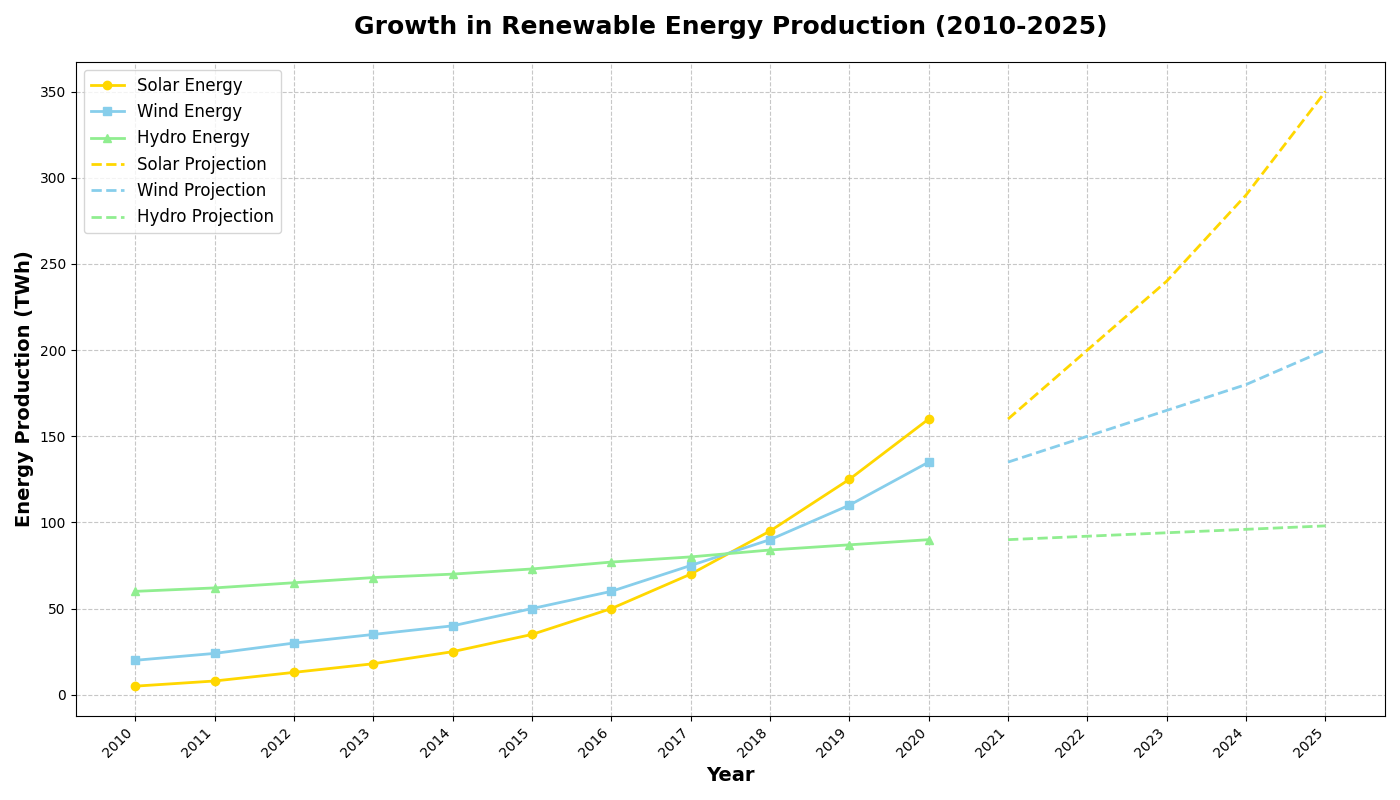 Growth in Renewable Energy Production (2010-2025)
Solar Energy
Wind Energy
Hydro Energy
Solar Projection
Wind Projection
Hydro Projection
Energy Production (TWh)
350
300
250
200
150
100
50
0
2010
2011
2012
2013
2014
2015
2016
2017
2018
2019
2020
2021
2022
2023
2024
2025
Year